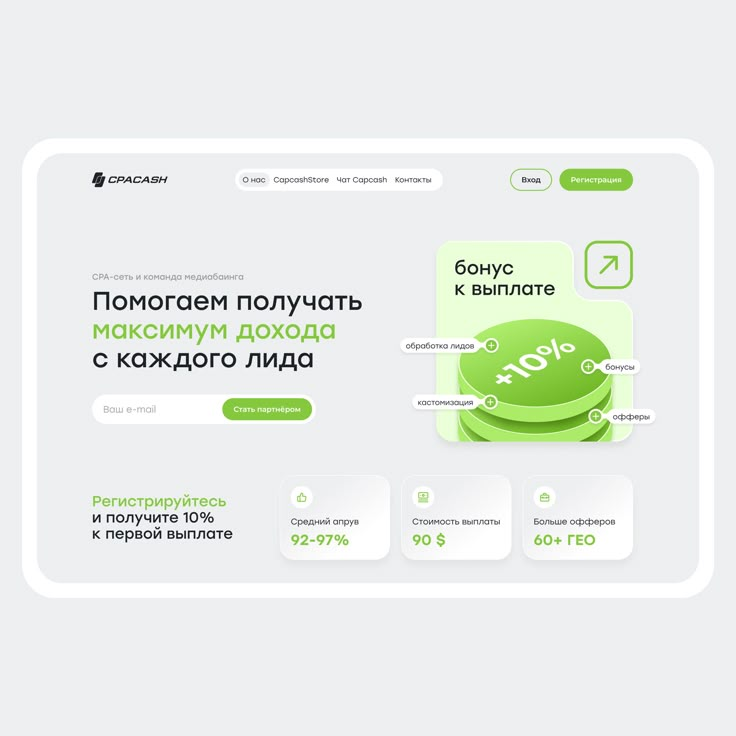 CPACASH
О нас CapcashStore Чат Capcash Контакты
Вход
Регистрация
CPA-сеть и команда медиабаинга
Помогаем получать
максимум дохода
с каждого лида
Ваш e-mail
Стать партнёром
бонус
к выплате
+10%
обработка лидов
бонусы
кастомизация
офферы
Регистрируйтесь
и получите 10%
к первой выплате
Средний апрув
92-97%
Стоимость выплаты
90 $
Больше офферов
60+ ГЕО